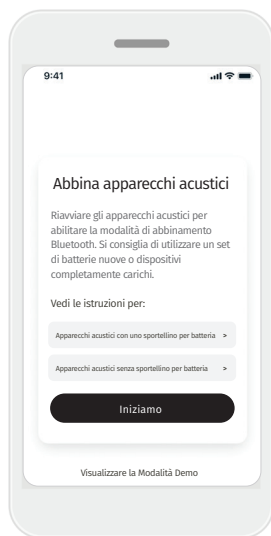 9:41
Abbina apparecchi acustici
Riavviare gli apparecchi acustici per
abilitare la modalità di abbinamento
Bluetooth. Si consiglia di utilizzare un set
di batterie nuove o dispositivi
completamente carichi.
Vedi le istruzioni per:
Apparecchi acustici con uno sportellino per batteria >
Apparecchi acustici senza sportellino per batteria >
Iniziamo
Visualizzare la Modalità Demo